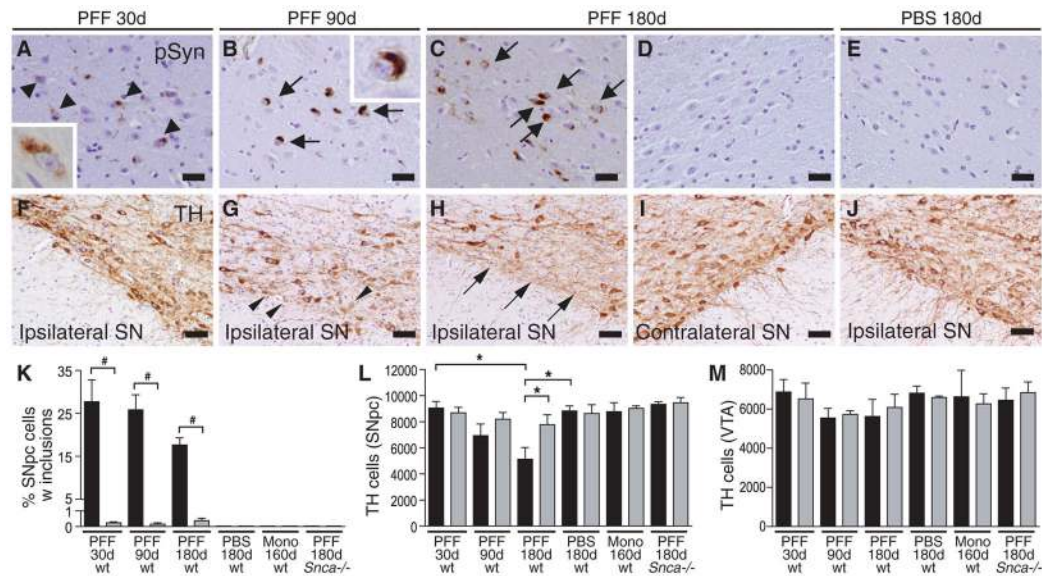 PFF 30d PFF 90d PFF 180d PBS 180d
A pSyn B C D E
F TH G H I J
Ipsilateral SN Ipsilateral SN Ipsilateral SN Contralateral SN Ipsilateral SN
K
% SNpc cells
w inclusions
35
25
15
5
1
0
# # #
PFF 30d wt
PFF 90d wt
PFF 180d wt
PBS 180d wt
Mono 160d wt
PFF 180d Snca-/-
L
TH cells (SNpc)
12000
10000
8000
6000
4000
2000
0
* * *
PFF 30d wt
PFF 90d wt
PFF 180d wt
PBS 180d wt
Mono 160d wt
PFF 180d Snca-/-
M
TH cells (VTA)
10000
8000
6000
4000
2000
0
PFF 30d wt
PFF 90d wt
PFF 180d wt
PBS 180d wt
Mono 160d wt
PFF 180d Snca-/-